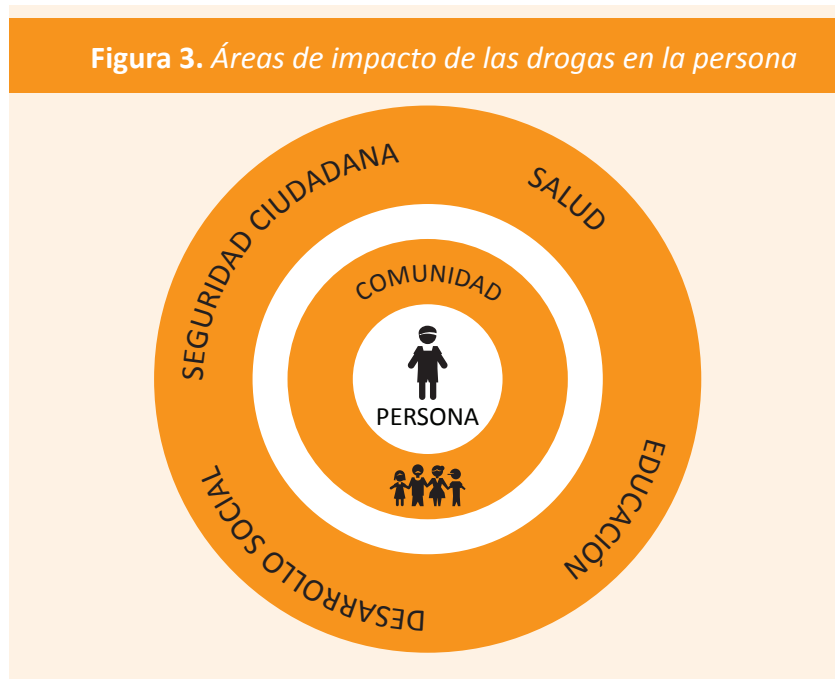 Figura 3. Áreas de impacto de las drogas en la persona
SEGURIDAD CIUDADANA
SALUD
COMUNIDAD
PERSONA
EDUCACIÓN
DESARROLLO SOCIAL